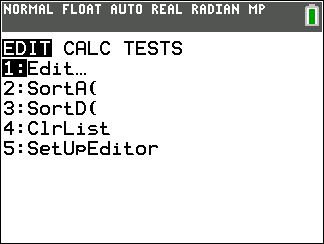 NORMAL FLOAT AUTO REAL RADIAN MP
EDIT CALC TESTS
1:Edit…
2:SortA(
3:SortD(
4:ClrList
5:SetUpEditor